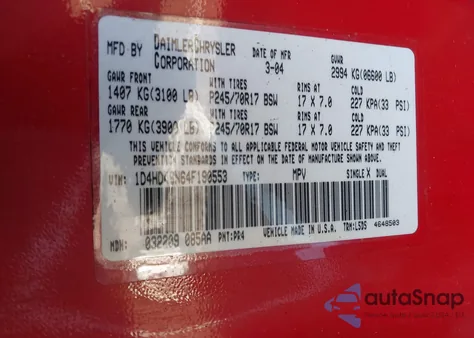 MFD BY DAIMLERCHRYSLER CORPORATION DATE OF MFR 3-04 GVWR 2994 KG(06600 LB)
GAWR FRONT WITH TIRES RIMS AT COLD
1407 KG(3100 LB) P245/70R17 BSW 17 X 7.0 227 KPA(33 PSI)
GAWR REAR WITH TIRES RIMS AT COLD
1770 KG(3900 LB) P245/70R17 BSW 17 X 7.0 227 KPA(33 PSI)
THIS VEHICLE CONFORMS TO ALL APPLICABLE FEDERAL MOTOR VEHICLE SAFETY AND
THEFT PREVENTION STANDARDS IN EFFECT ON THE DATE OF MANUFACTURE SHOWN ABOVE.
VIN: TYPE: MPV SINGLE X DUAL
MDH: 032209 085AA PNT:PR4 VEHICLE MADE IN U.S.A. TRM:LSDS 4648503
autoSnap